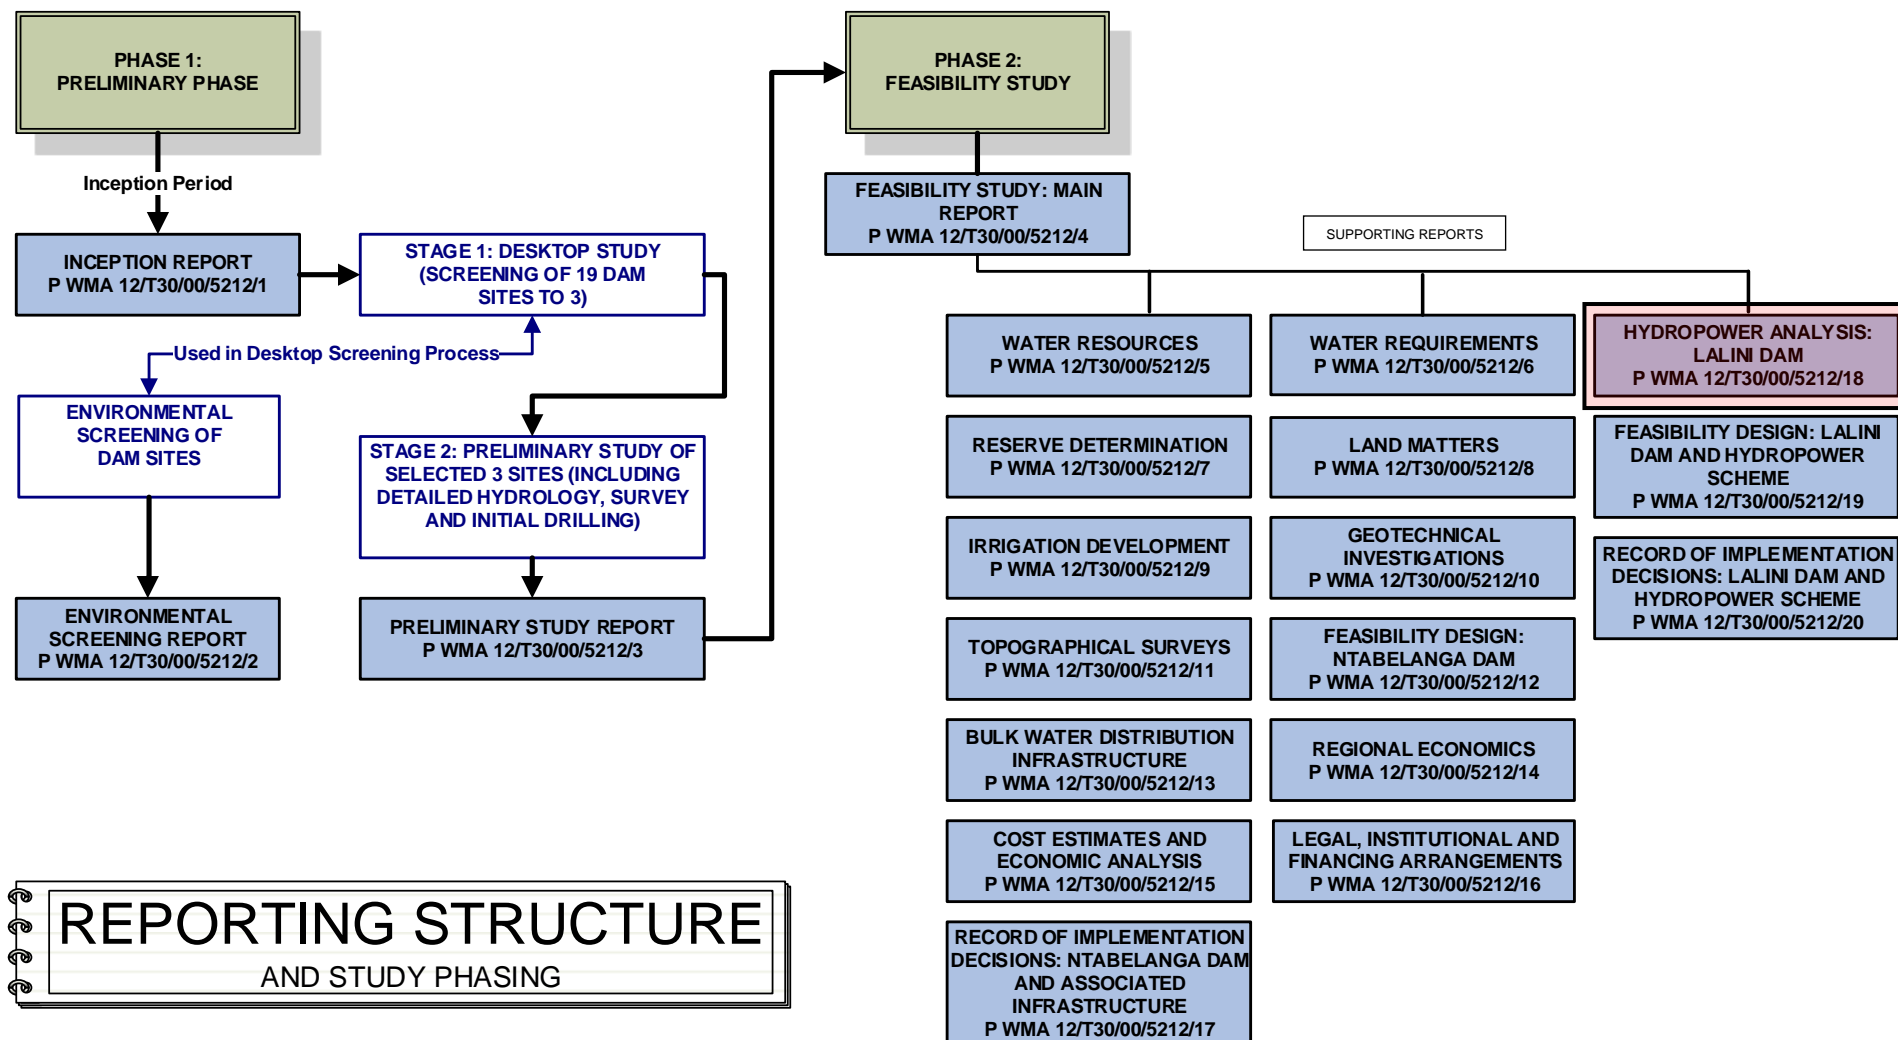 PHASE 1:
PRELIMINARY PHASE
Inception Period
INCEPTION REPORT
P WMA 12/T30/00/5212/1
STAGE 1: DESKTOP STUDY
(SCREENING OF 19 DAM
SITES TO 3)
Used in Desktop Screening Process
ENVIRONMENTAL
SCREENING OF
DAM SITES
STAGE 2: PRELIMINARY STUDY OF
SELECTED 3 SITES (INCLUDING
DETAILED HYDROLOGY, SURVEY
AND INITIAL DRILLING)
ENVIRONMENTAL
SCREENING REPORT
P WMA 12/T30/00/5212/2
PRELIMINARY STUDY REPORT
P WMA 12/T30/00/5212/3
PHASE 2:
FEASIBILITY STUDY
FEASIBILITY STUDY: MAIN
REPORT
P WMA 12/T30/00/5212/4
SUPPORTING REPORTS
WATER RESOURCES
P WMA 12/T30/00/5212/5
WATER REQUIREMENTS
P WMA 12/T30/00/5212/6
HYDROPOWER ANALYSIS:
LALINI DAM
P WMA 12/T30/00/5212/18
RESERVE DETERMINATION
P WMA 12/T30/00/5212/7
LAND MATTERS
P WMA 12/T30/00/5212/8
FEASIBILITY DESIGN: LALINI
DAM AND HYDROPOWER
SCHEME
P WMA 12/T30/00/5212/19
IRRIGATION DEVELOPMENT
P WMA 12/T30/00/5212/9
GEOTECHNICAL
INVESTIGATIONS
P WMA 12/T30/00/5212/10
RECORD OF IMPLEMENTATION
DECISIONS: LALINI DAM AND
HYDROPOWER SCHEME
P WMA 12/T30/00/5212/20
TOPOGRAPHICAL SURVEYS
P WMA 12/T30/00/5212/11
FEASIBILITY DESIGN:
NTABELANGA DAM
P WMA 12/T30/00/5212/12
BULK WATER DISTRIBUTION
INFRASTRUCTURE
P WMA 12/T30/00/5212/13
REGIONAL ECONOMICS
P WMA 12/T30/00/5212/14
COST ESTIMATES AND
ECONOMIC ANALYSIS
P WMA 12/T30/00/5212/15
LEGAL, INSTITUTIONAL AND
FINANCING ARRANGEMENTS
P WMA 12/T30/00/5212/16
RECORD OF IMPLEMENTATION
DECISIONS: NTABELANGA DAM
AND ASSOCIATED
INFRASTRUCTURE
P WMA 12/T30/00/5212/17
REPORTING STRUCTURE
AND STUDY PHASING